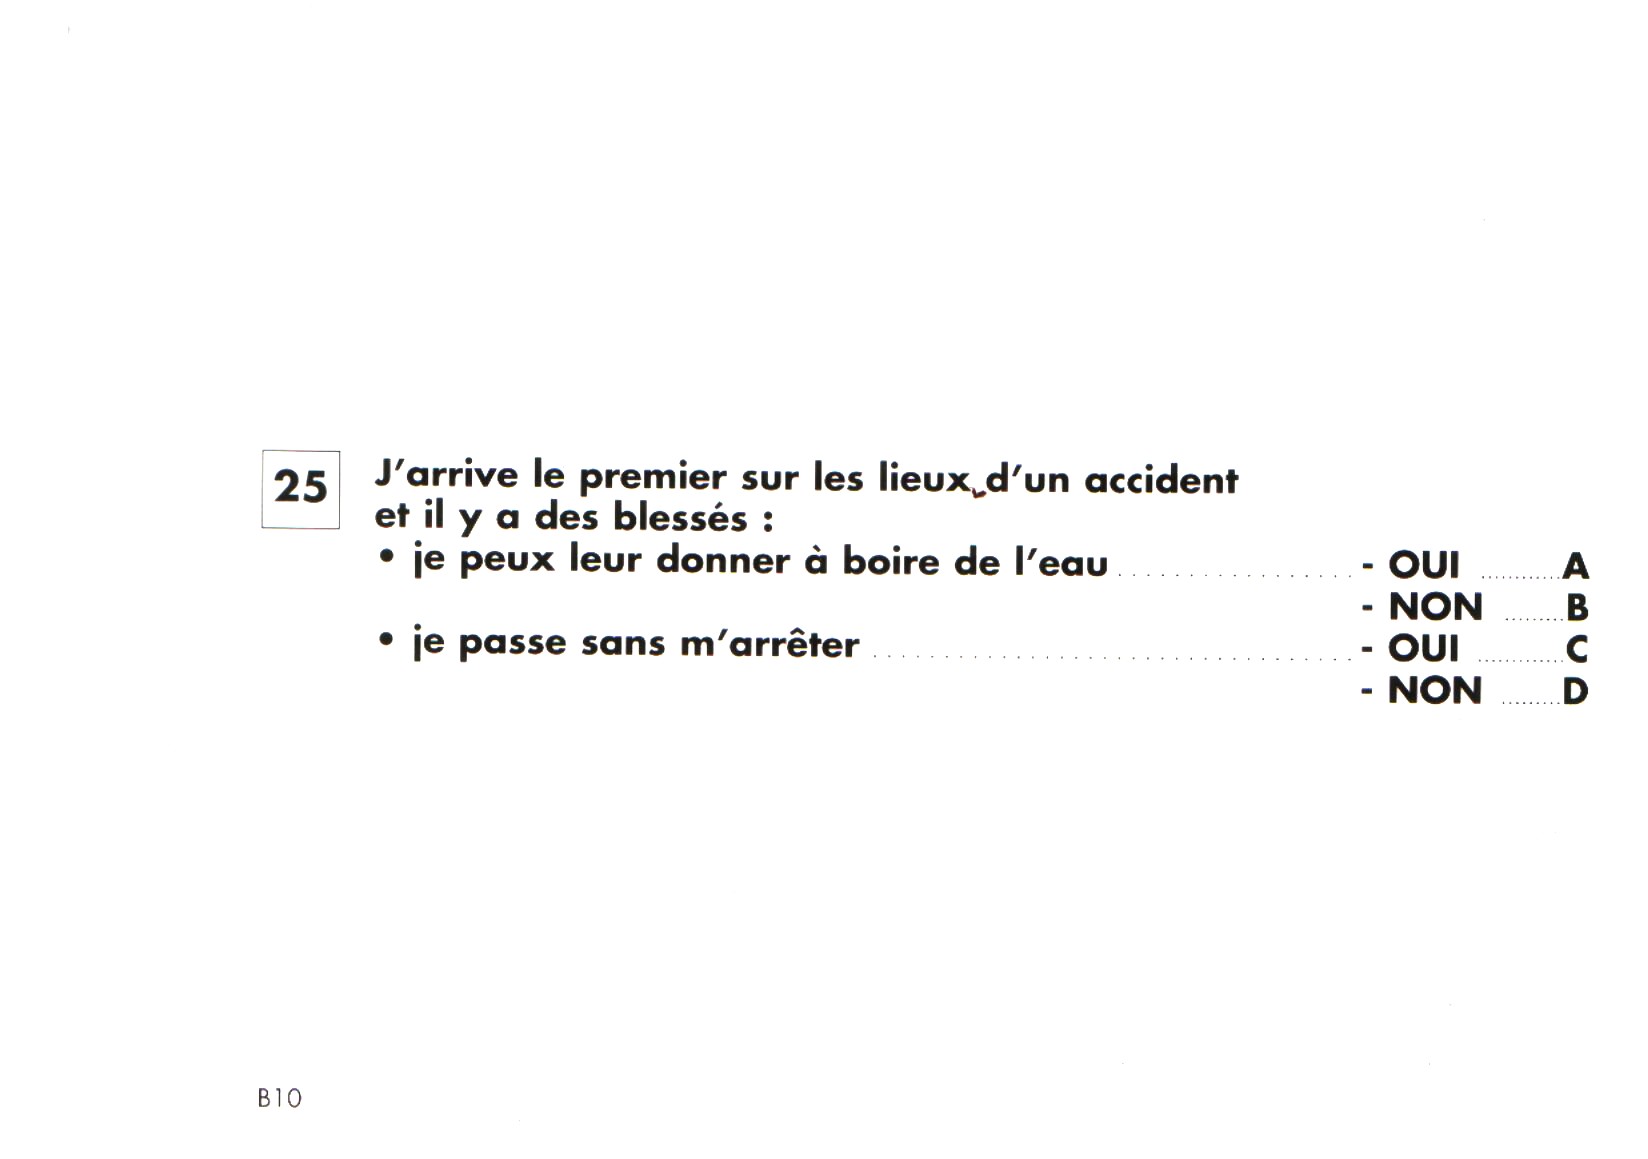 25 J'arrive le premier sur les lieux d'un accident
et il y a des blessés :
• je peux leur donner à boire de l'eau ................ - OUI ............ A
- NON ......... B
• je passe sans m'arrêter ................................. - OUI ............ C
- NON ......... D
B10